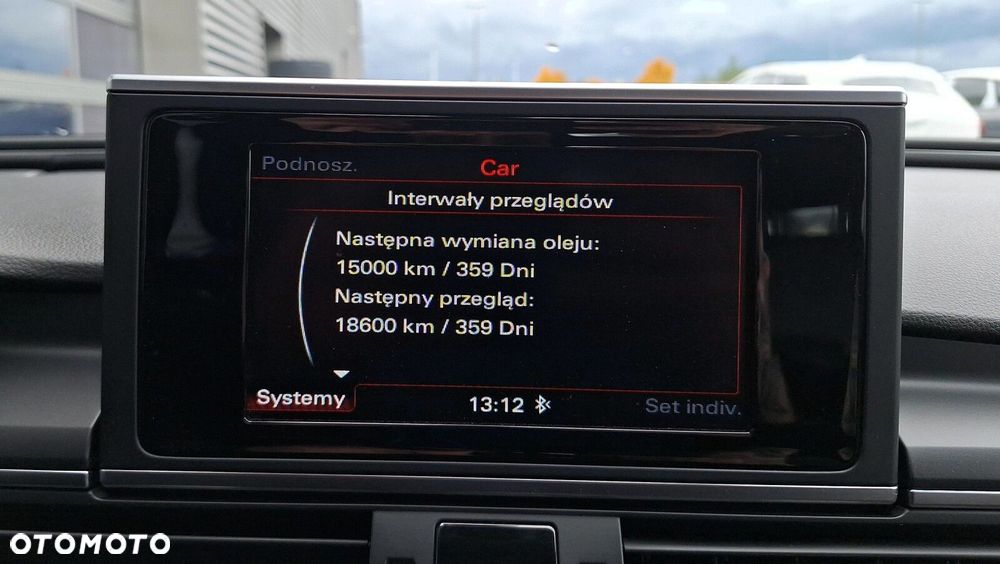 Podnosz.
Car
Interwały przeglądów
Następna wymiana oleju:
15000 km / 359 Dni
Następny przegląd:
18600 km / 359 Dni
Systemy
13:12
Set indiv.
OTOMOTO